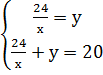 24/x = y
24/x + y = 20